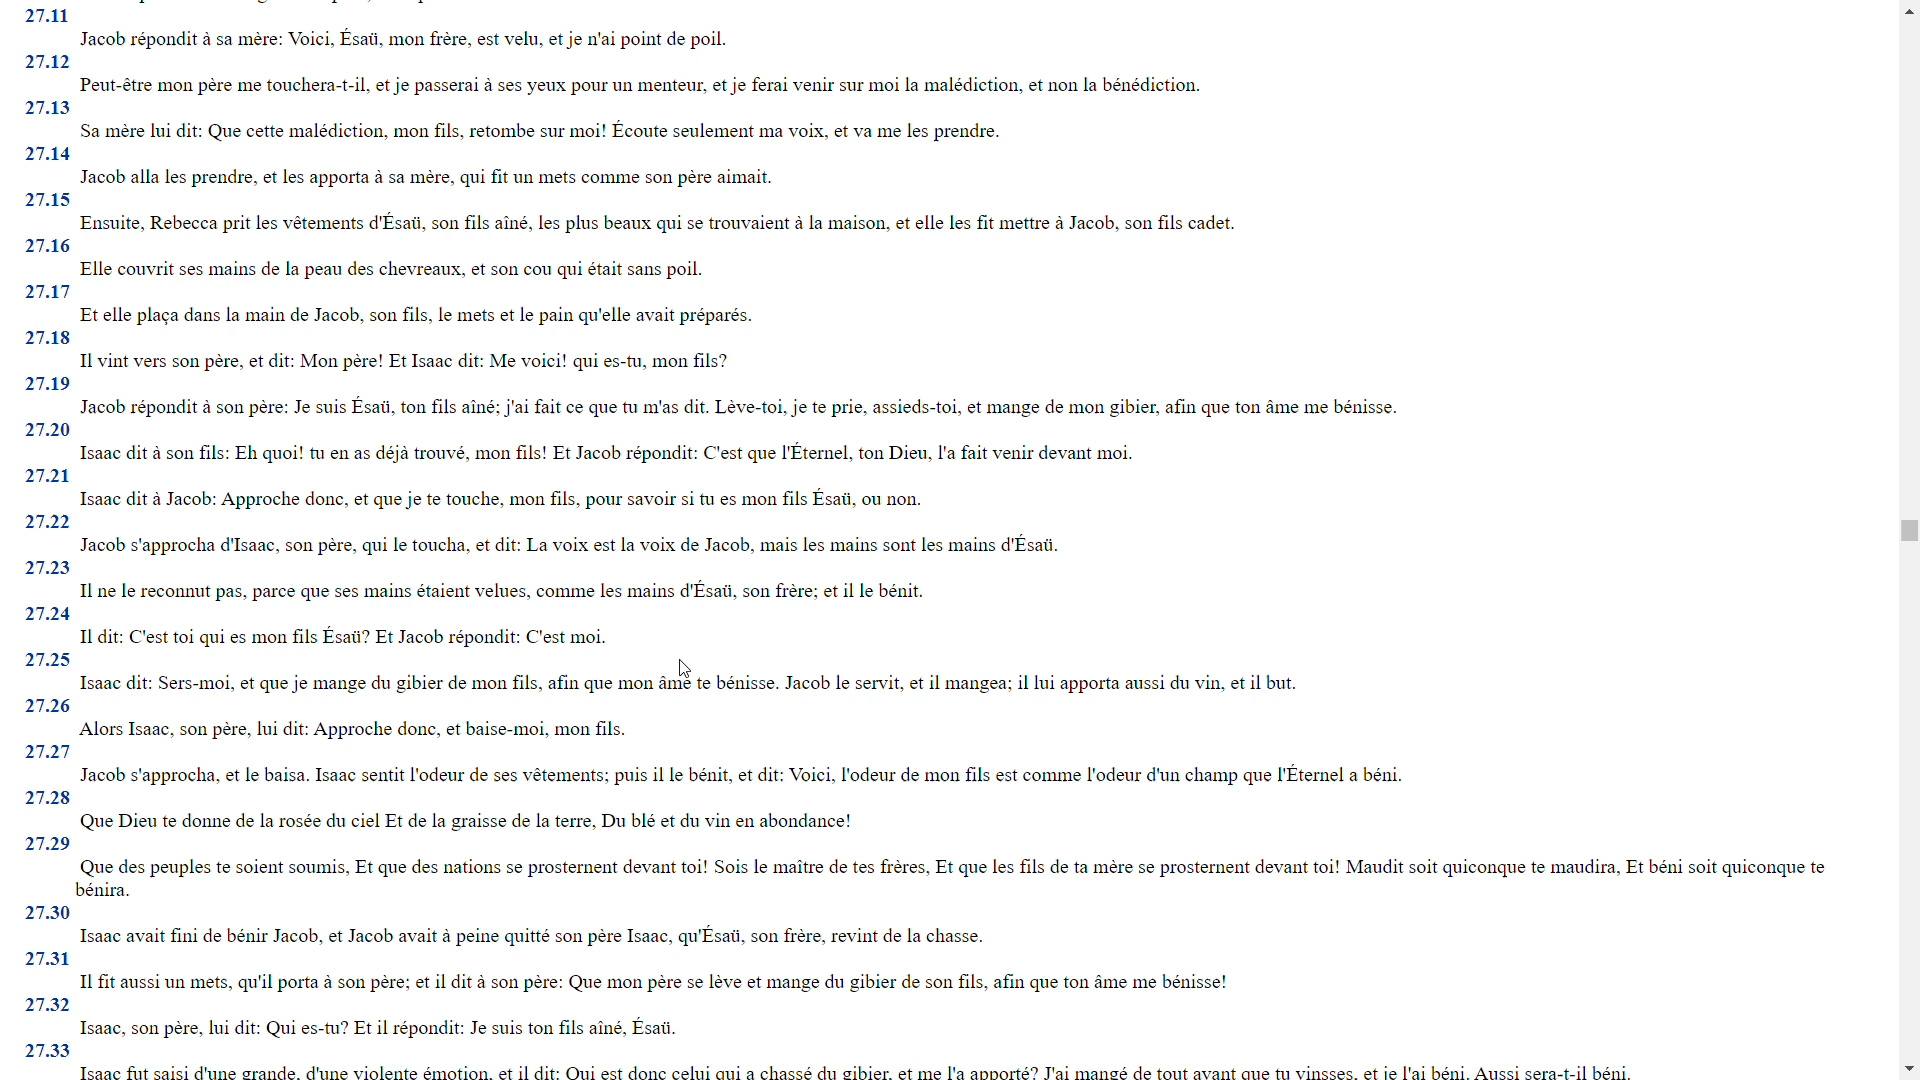 27.11
Jacob répondit à sa mère: Voici, Ésaü, mon frère, est velu, et je n'ai point de poil.
27.12
Peut-être mon père me touchera-t-il, et je passerai à ses yeux pour un menteur, et je ferai venir sur moi la malédiction, et non la bénédiction.
27.13
Sa mère lui dit: Que cette malédiction, mon fils, retombe sur moi! Écoute seulement ma voix, et va me les prendre.
27.14
Jacob alla les prendre, et les apporta à sa mère, qui fit un mets comme son père aimait.
27.15
Ensuite, Rebecca prit les vêtements d'Ésaü, son fils aîné, les plus beaux qui se trouvaient à la maison, et elle les fit mettre à Jacob, son fils cadet.
27.16
Elle couvrit ses mains de la peau des chevreaux, et son cou qui était sans poil.
27.17
Et elle plaça dans la main de Jacob, son fils, le mets et le pain qu'elle avait préparés.
27.18
Il vint vers son père, et dit: Mon père! Et Isaac dit: Me voici! qui es-tu, mon fils?
27.19
Jacob répondit à son père: Je suis Ésaü, ton fils aîné; j'ai fait ce que tu m'as dit. Lève-toi, je te prie, assieds-toi, et mange de mon gibier, afin que ton âme me bénisse.
27.20
Isaac dit à son fils: Eh quoi! tu en as déjà trouvé, mon fils! Et Jacob répondit: C'est que l'Éternel, ton Dieu, l'a fait venir devant moi.
27.21
Isaac dit à Jacob: Approche donc, et que je te touche, mon fils, pour savoir si tu es mon fils Ésaü, ou non.
27.22
Jacob s'approcha d'Isaac, son père, qui le toucha, et dit: La voix est la voix de Jacob, mais les mains sont les mains d'Ésaü.
27.23
Il ne le reconnut pas, parce que ses mains étaient velues, comme les mains d'Ésaü, son frère; et il le bénit.
27.24
Il dit: C'est toi qui es mon fils Ésaü? Et Jacob répondit: C'est moi.
27.25
Isaac dit: Sers-moi, et que je mange du gibier de mon fils, afin que mon âme te bénisse. Jacob le servit, et il mangea; il lui apporta aussi du vin, et il but.
27.26
Alors Isaac, son père, lui dit: Approche donc, et baise-moi, mon fils.
27.27
Jacob s'approcha, et le baisa. Isaac sentit l'odeur de ses vêtements; puis il le bénit, et dit: Voici, l'odeur de mon fils est comme l'odeur d'un champ que l'Éternel a béni.
27.28
Que Dieu te donne de la rosée du ciel Et de la graisse de la terre, Du blé et du vin en abondance!
27.29
Que des peuples te soient soumis, Et que des nations se prosternent devant toi! Sois le maître de tes frères, Et que les fils de ta mère se prosternent devant toi! Maudit soit quiconque te maudira, Et béni soit quiconque te
bénira.
27.30
Isaac avait fini de bénir Jacob, et Jacob avait à peine quitté son père Isaac, qu'Ésaü, son frère, revint de la chasse.
27.31
Il fit aussi un mets, qu'il porta à son père; et il dit à son père: Que mon père se lève et mange du gibier de son fils, afin que ton âme me bénisse!
27.32
Isaac, son père, lui dit: Qui es-tu? Et il répondit: Je suis ton fils aîné, Ésaü.
27.33
Isaac fut saisi d'une grande, d'une violente émotion, et il dit: Qui est donc celui qui a chassé du gibier, et me l'a apporté? J'ai mangé de tout avant que tu vinsses, et je l'ai béni. Aussi sera-t-il béni.